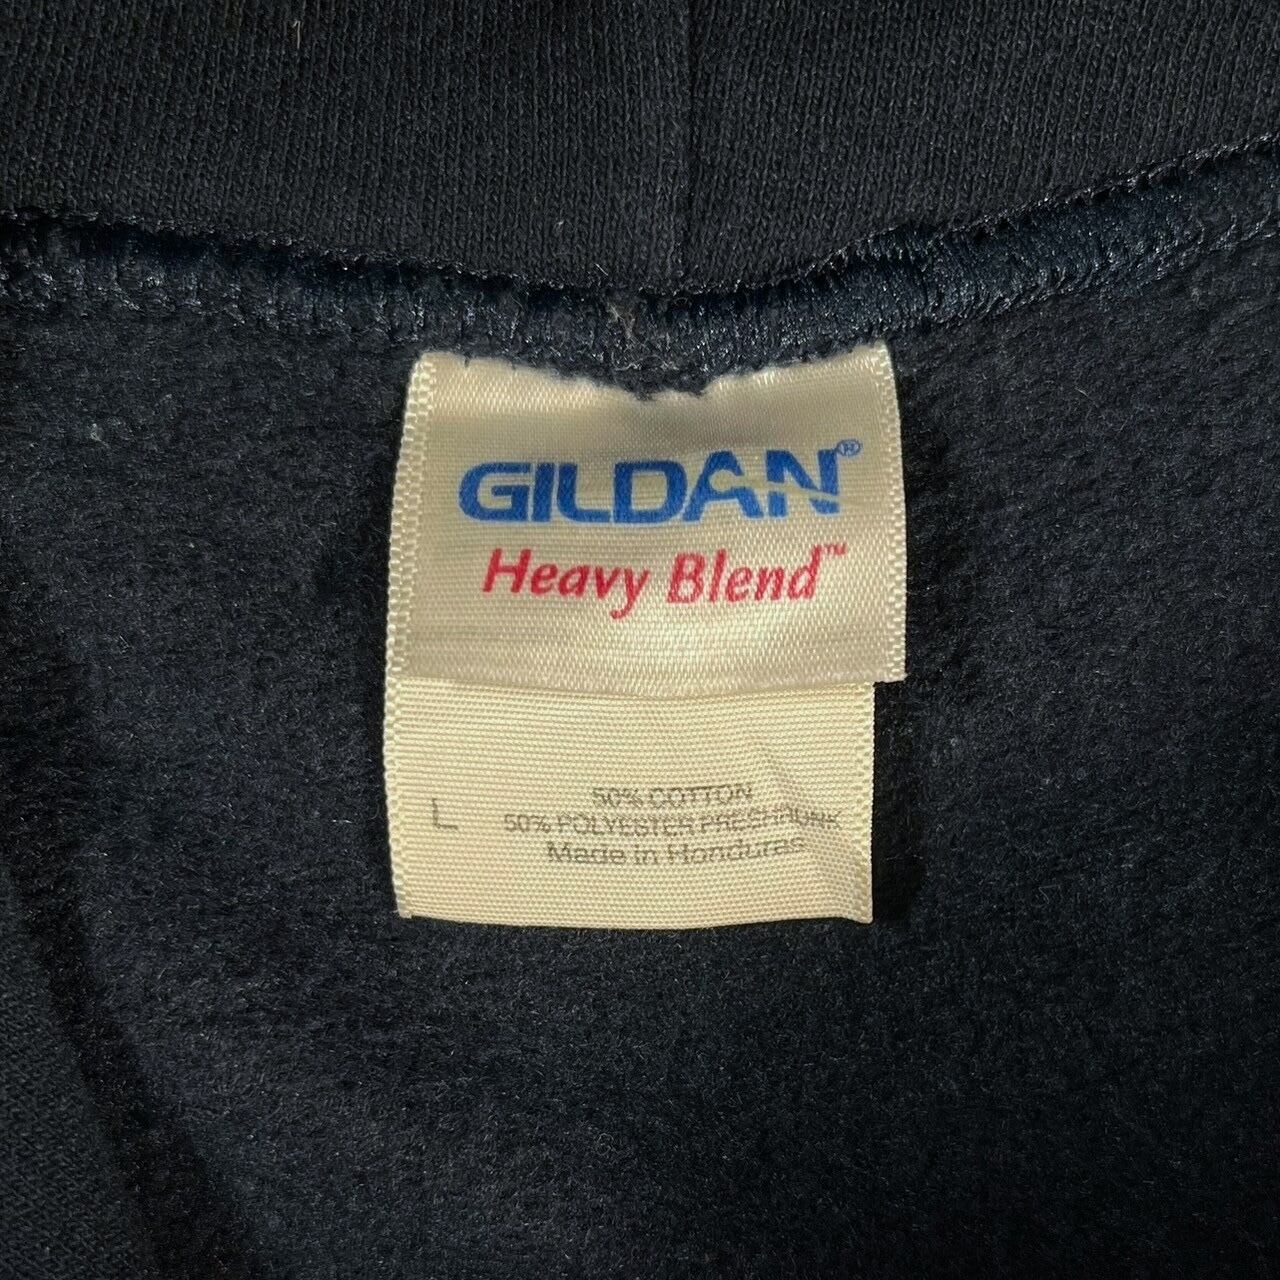 GILDAN®
Heavy Blend™
50% COTTON
L 50% POLYESTER PRESHRUNK
Made in Honduras